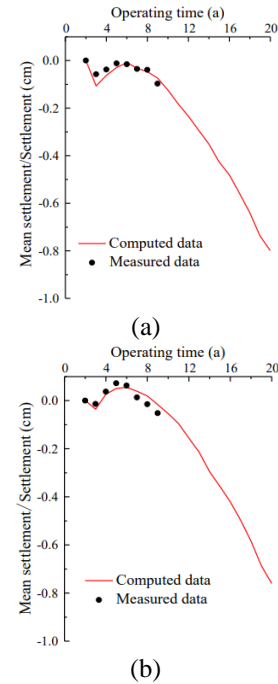 Operating time (a)
0 4 8 12 16 20
0.0
-0.2
-0.4
-0.6
-0.8
-1.0
Mean settlement/Settlement (cm)
Computed data
Measured data
(a)
Operating time (a)
0 4 8 12 16 20
0.0
-0.2
-0.4
-0.6
-0.8
-1.0
Mean settlement/Settlement (cm)
Computed data
Measured data
(b)